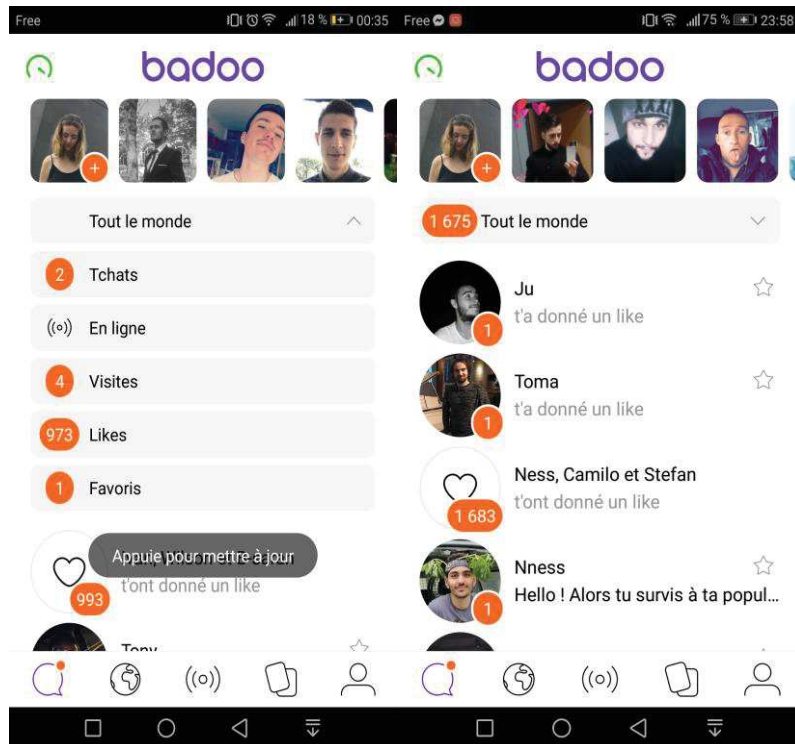 Free 18 % 00:35
badoo
Tout le monde
2 Tchats
En ligne
4 Visites
973 Likes
1 Favoris
Appuie pour mettre à jour
t'ont donné un like
993
Tony
Free 75 % 23:58
badoo
1 675 Tout le monde
Ju
t'a donné un like
1
Toma
t'a donné un like
1
Ness, Camilo et Stefan
t'ont donné un like
1 683
Nness
Hello ! Alors tu survis à ta popul...
1